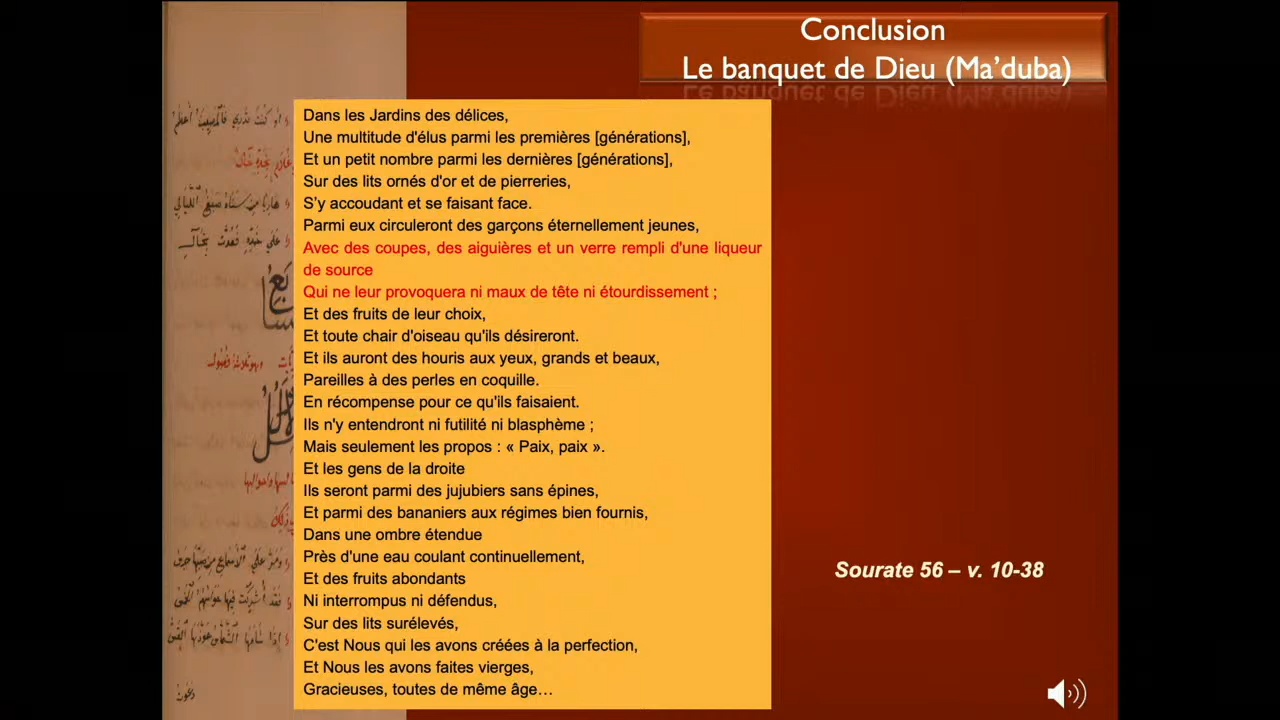 Conclusion
Le banquet de Dieu (Ma’duba)
Dans les Jardins des délices,
Une multitude d'élus parmi les premières [générations],
Et un petit nombre parmi les dernières [générations],
Sur des lits ornés d'or et de pierreries,
S’y accoudant et se faisant face.
Parmi eux circuleront des garçons éternellement jeunes,
Avec des coupes, des aiguières et un verre rempli d'une liqueur
de source
Qui ne leur provoquera ni maux de tête ni étourdissement ;
Et des fruits de leur choix,
Et toute chair d'oiseau qu'ils désireront.
Et ils auront des houris aux yeux, grands et beaux,
Pareilles à des perles en coquille.
En récompense pour ce qu'ils faisaient.
Ils n'y entendront ni futilité ni blasphème ;
Mais seulement les propos : « Paix, paix ».
Et les gens de la droite
Ils seront parmi des jujubiers sans épines,
Et parmi des bananiers aux régimes bien fournis,
Dans une ombre étendue
Près d'une eau coulant continuellement,
Et des fruits abondants
Ni interrompus ni défendus,
Sur des lits surélevés,
C'est Nous qui les avons créées à la perfection,
Et Nous les avons faites vierges,
Gracieuses, toutes de même âge…
Sourate 56 – v. 10-38